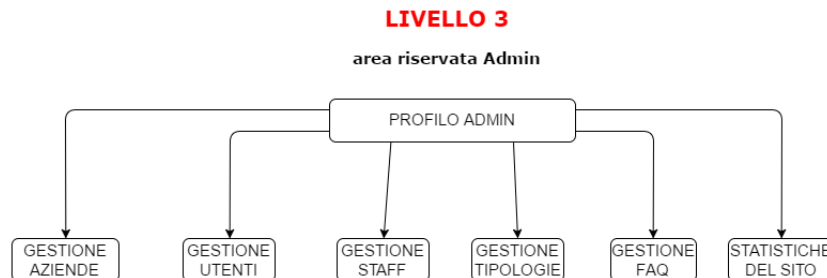 LIVELLO 3
area riservata Admin
PROFILO ADMIN
GESTIONE
AZIENDE
GESTIONE
UTENTI
GESTIONE
STAFF
GESTIONE
TIPOLOGIE
GESTIONE
FAQ
STATISTICHE
DEL SITO